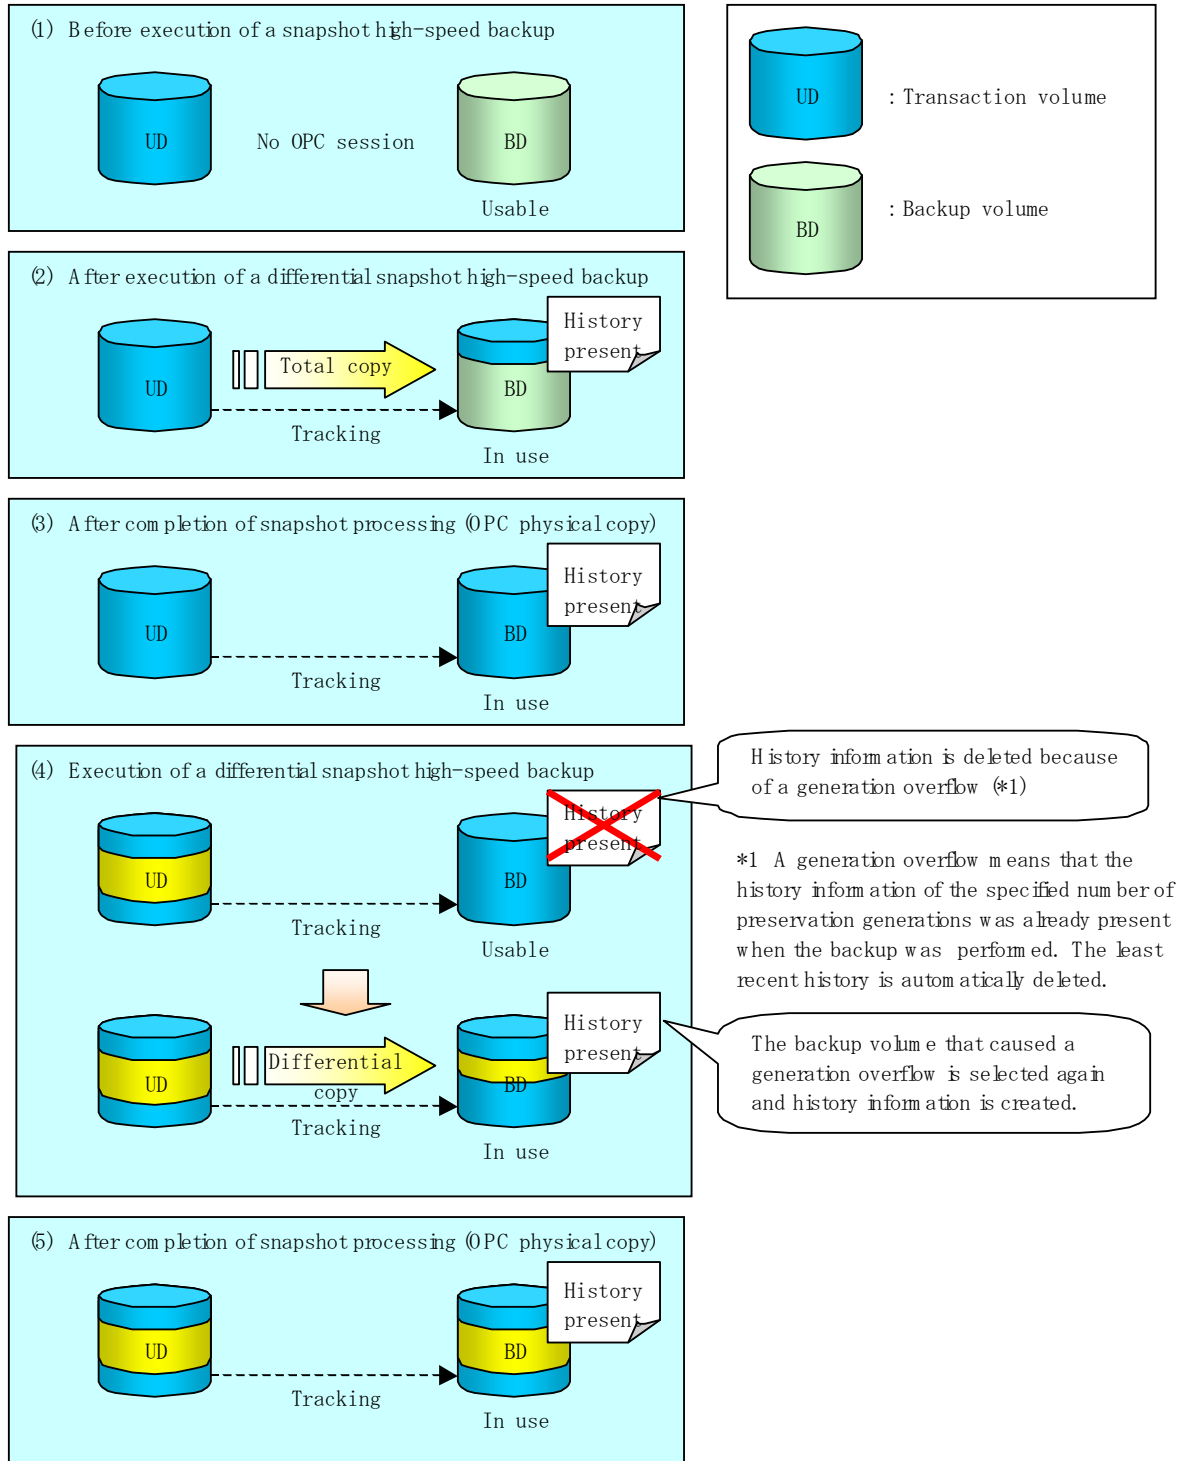 (1) Before execution of a snapshot high-speed backup
UD
No OPC session
BD
Usable
UD
: Transaction volume
BD
: Backup volume
(2) After execution of a differential snapshot high-speed backup
History
present
Total copy
UD
BD
Tracking
In use
(3) After completion of snapshot processing (OPC physical copy)
History
present
UD
BD
Tracking
In use
(4) Execution of a differential snapshot high-speed backup
History
present
UD
BD
Tracking
Usable
History information is deleted because
of a generation overflow (*1)
*1 A generation overflow means that the
history information of the specified number of
preservation generations was already present
when the backup was performed. The least
recent history is automatically deleted.
History
present
UD
Differential
copy
BD
Tracking
In use
The backup volume that caused a
generation overflow is selected again
and history information is created.
(5) After completion of snapshot processing (OPC physical copy)
History
present
UD
BD
Tracking
In use